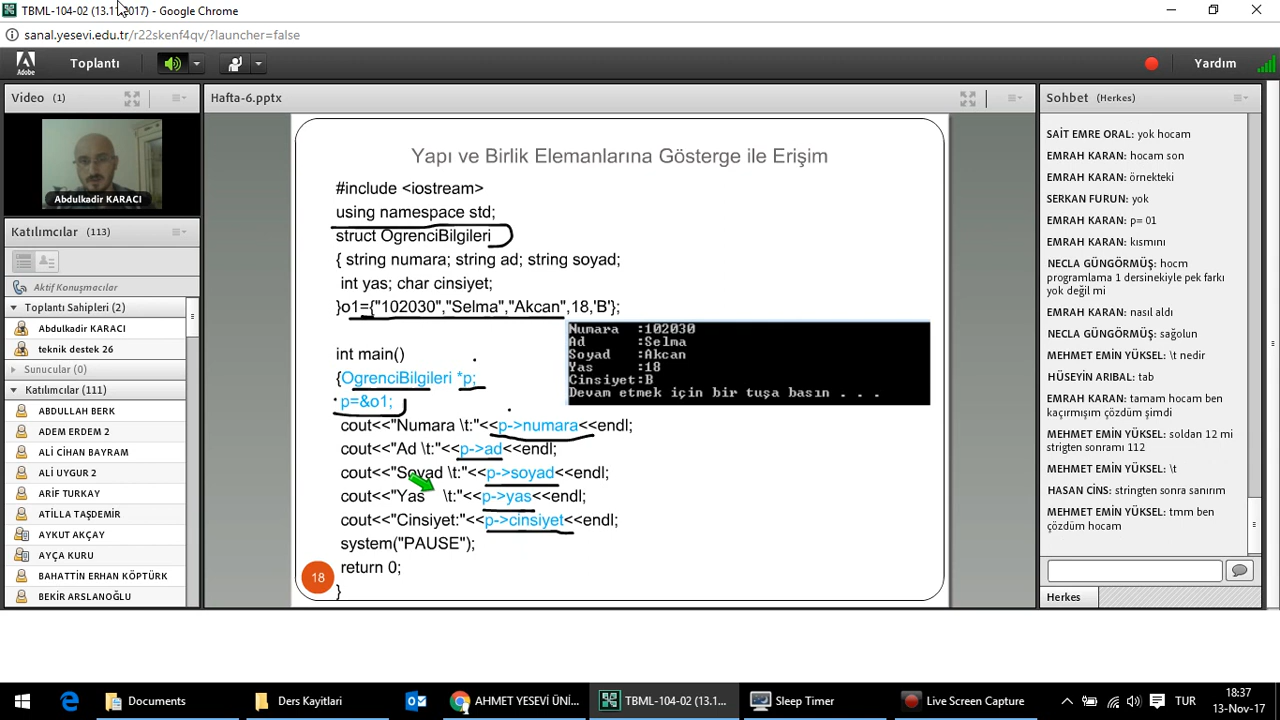 TBML-104-02 (13.11.2017) - Google Chrome
sanal.yesevi.edu.tr/r22skenf4qv/?launcher=false
Adobe
Toplantı
Yardım
Video (1)
Abdulkadir KARACI
Katılımcılar (113)
Aktif Konuşmacılar
Toplantı Sahipleri (2)
Abdulkadir KARACI
teknik destek 26
Sunucular (0)
Katılımcılar (111)
ABDULLAH BERK
ADEM ERDEM 2
ALİ CİHAN BAYRAM
ALİ UYGUR 2
ARİF TURKAY
ATİLLA TAŞDEMİR
AYKUT AKÇAY
AYÇA KURU
BAHATTİN ERHAN KÖPTÜRK
BEKİR ARSLANOĞLU
Hafta-6.pptx
Yapı ve Birlik Elemanlarına Gösterge ile Erişim
#include <iostream>
using namespace std;
struct OgrenciBilgileri
{ string numara; string ad; string soyad;
int yas; char cinsiyet;
}o1={"102030","Selma","Akcan",18,'B'};
int main()
{OgrenciBilgileri *p;
p=&o1;
cout<<"Numara \t:"<<p->numara<<endl;
cout<<"Ad \t:"<<p->ad<<endl;
cout<<"Soyad \t:"<<p->soyad<<endl;
cout<<"Yas \t:"<<p->yas<<endl;
cout<<"Cinsiyet:"<<p->cinsiyet<<endl;
system("PAUSE");
return 0;
}
18
Numara :102030
Ad :Selma
Soyad :Akcan
Yas :18
Cinsiyet:B
Devam etmek için bir tuşa basın . . .
Sohbet (Herkes)
SAİT EMRE ORAL: yok hocam
EMRAH KARAN: hocam son
EMRAH KARAN: örnekteki
SERKAN FURUN: yok
EMRAH KARAN: p= 01
EMRAH KARAN: kısmını
NECLA GÜNGÖRMÜŞ: hocm
programlama 1 dersinekiyle pek farkı
yok değil mi
EMRAH KARAN: nasıl aldı
NECLA GÜNGÖRMÜŞ: sağolun
MEHMET EMİN YÜKSEL: \t nedir
HÜSEYİN ARIBAL: tab
EMRAH KARAN: tamam hocam ben
kaçırmışım çözdüm şimdi
MEHMET EMİN YÜKSEL: soldan 12 mi
strigten sonramı 112
MEHMET EMİN YÜKSEL: \t
HASAN CİNS: stringten sonra sanırım
MEHMET EMİN YÜKSEL: tmm ben
çözdüm hocam
Herkes
Documents
Ders Kayitlari
AHMET YESEVİ ÜNİ...
TBML-104-02 (13.1...
Sleep Timer
Live Screen Capture
TUR
18:37
13-Nov-17